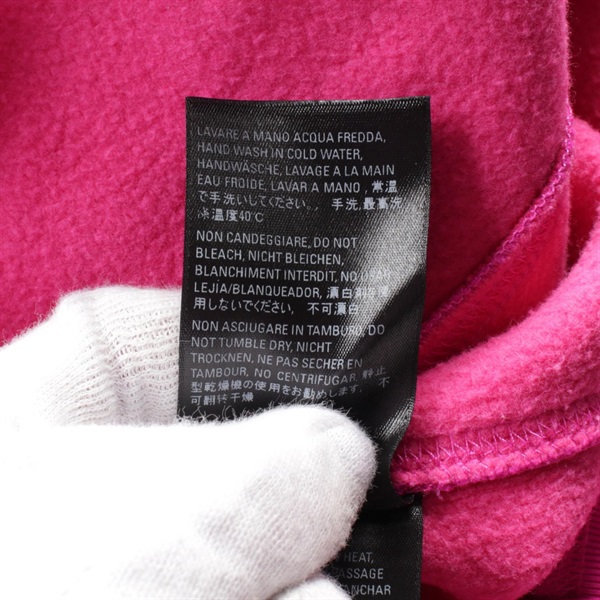 LAVARE A MANO ACQUA FREDDA,
HAND WASH IN COLD WATER,
HANDWÄSCHE, LAVAGE A LA MAIN
EAU FROIDE, LAVAR A MANO , 常温
で手洗いしてください。, 手洗,最高洗
涤温度40℃
NON CANDEGGIARE, DO NOT
BLEACH, NICHT BLEICHEN,
BLANCHIMENT INTERDIT, NO USAR
LEJÍA/BLANQUEADOR, 漂白剤を使
用しないでください, 不可漂白
NON ASCIUGARE IN TAMBURO, DO
NOT TUMBLE DRY, NICHT
TROCKNEN, NE PAS SECHER EN
TAMBOUR, NO CENTRIFUGAR, 静止
型乾燥機の使用をお勧めします。不
可翻转干燥
HEAT,
PASSAGE
PLANCHAR